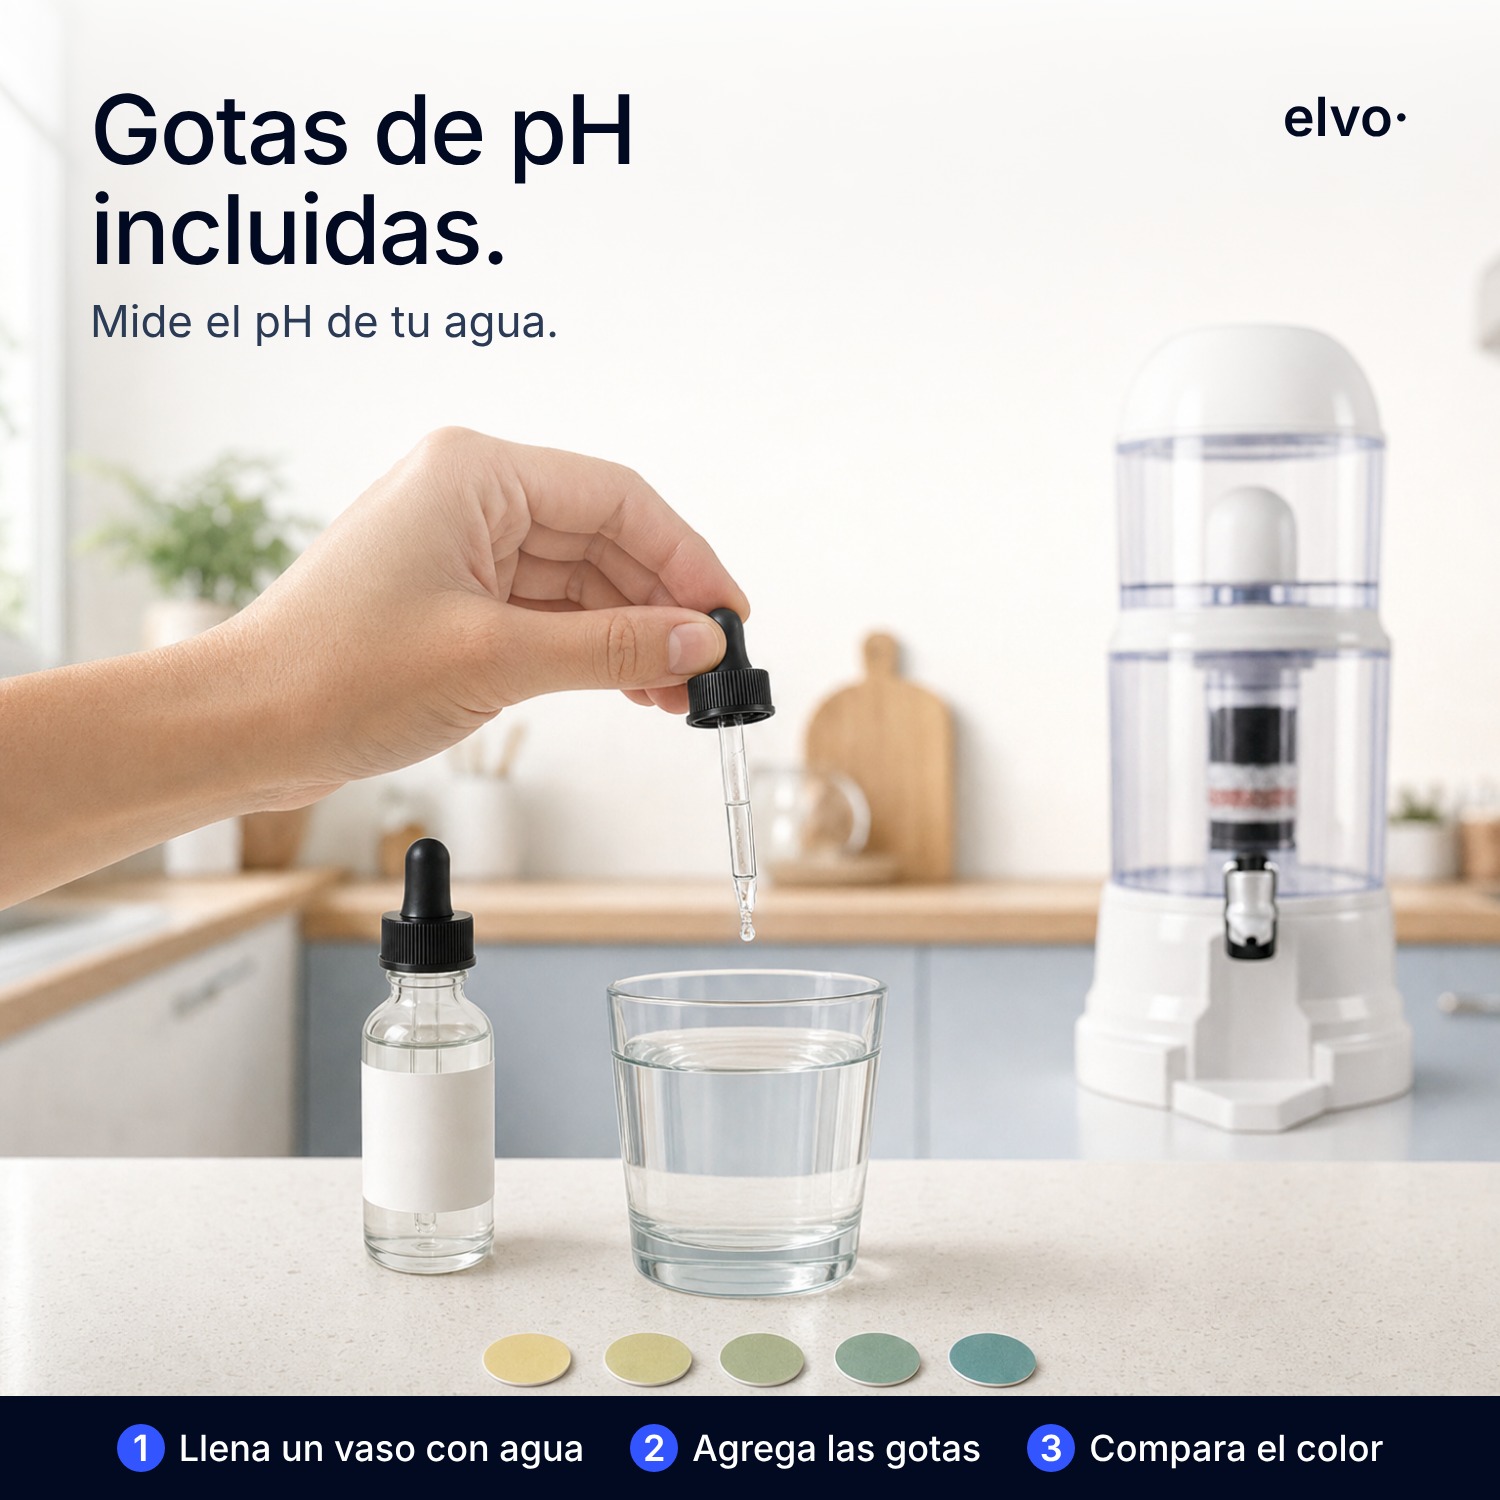 Gotas de pH
incluidas.
Mide el pH de tu agua.
elvo·
1 Llena un vaso con agua
2 Agrega las gotas
3 Compara el color